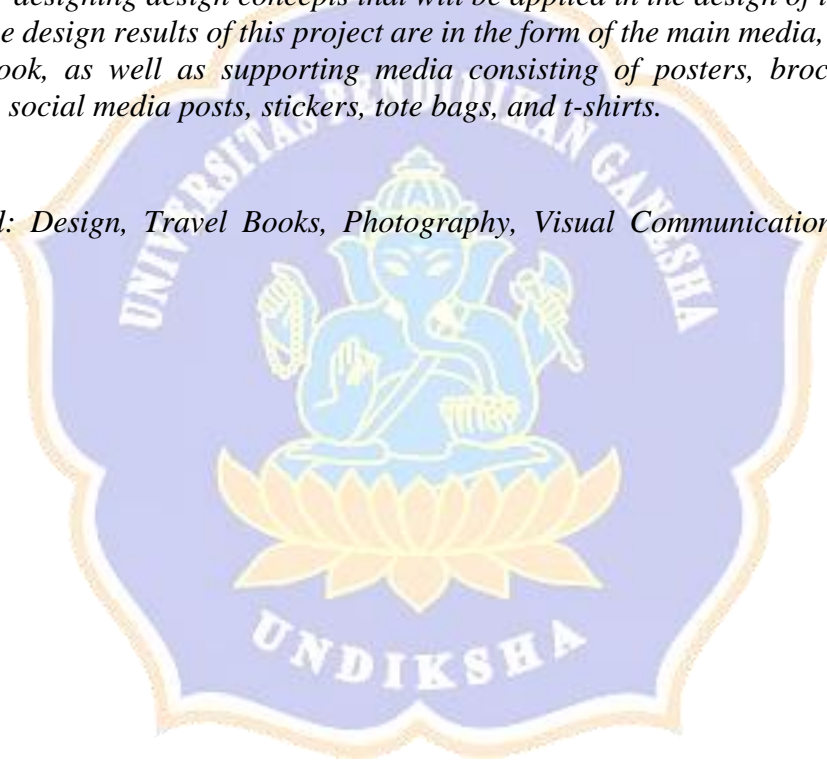 designing design concepts that will be applied in the design of
e design results of this project are in the form of the main media,
ook, as well as supporting media consisting of posters, broc
social media posts, stickers, tote bags, and t-shirts.
UNIVERSITAS PENDIDIKAN GANESHA
: Design, Travel Books, Photography, Visual Communication
UNDIKSHA